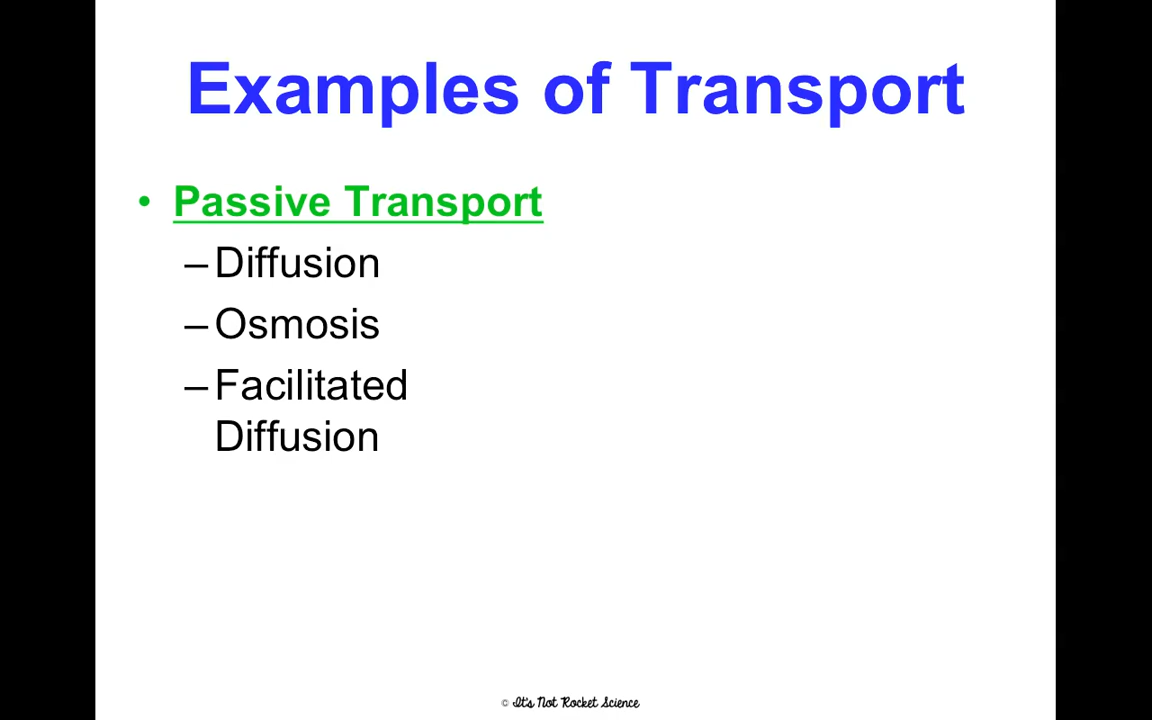 Examples of Transport
• Passive Transport
–Diffusion
–Osmosis
–Facilitated
Diffusion
© It's Not Rocket Science